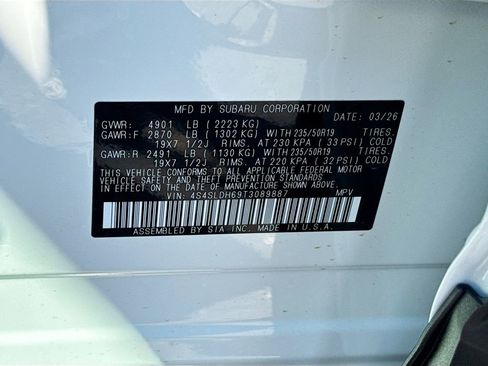 MFD BY SUBARU CORPORATION DATE: 03/26
GVWR: 4901 LB (2223 KG)
GAWR:F 2870 LB (1302 KG) WITH 235/50R19 TIRES.
19X7 1/2J RIMS. AT 230 KPA (33 PSI) COLD.
GAWR:R 2491 LB (1130 KG) WITH 235/50R19 TIRES.
19X7 1/2J RIMS. AT 220 KPA (32 PSI) COLD.
THIS VEHICLE CONFORMS TO ALL APPLICABLE FEDERAL MOTOR
VEHICLE SAFETY AND THEFT PREVENTION STANDARDS
IN EFFECT ON THE DATE OF MANUFACTURE SHOWN ABOVE.
VIN: 4S4SLDH69T3089887 MPV
ASSEMBLED BY SIA INC. MADE IN U.S.A.